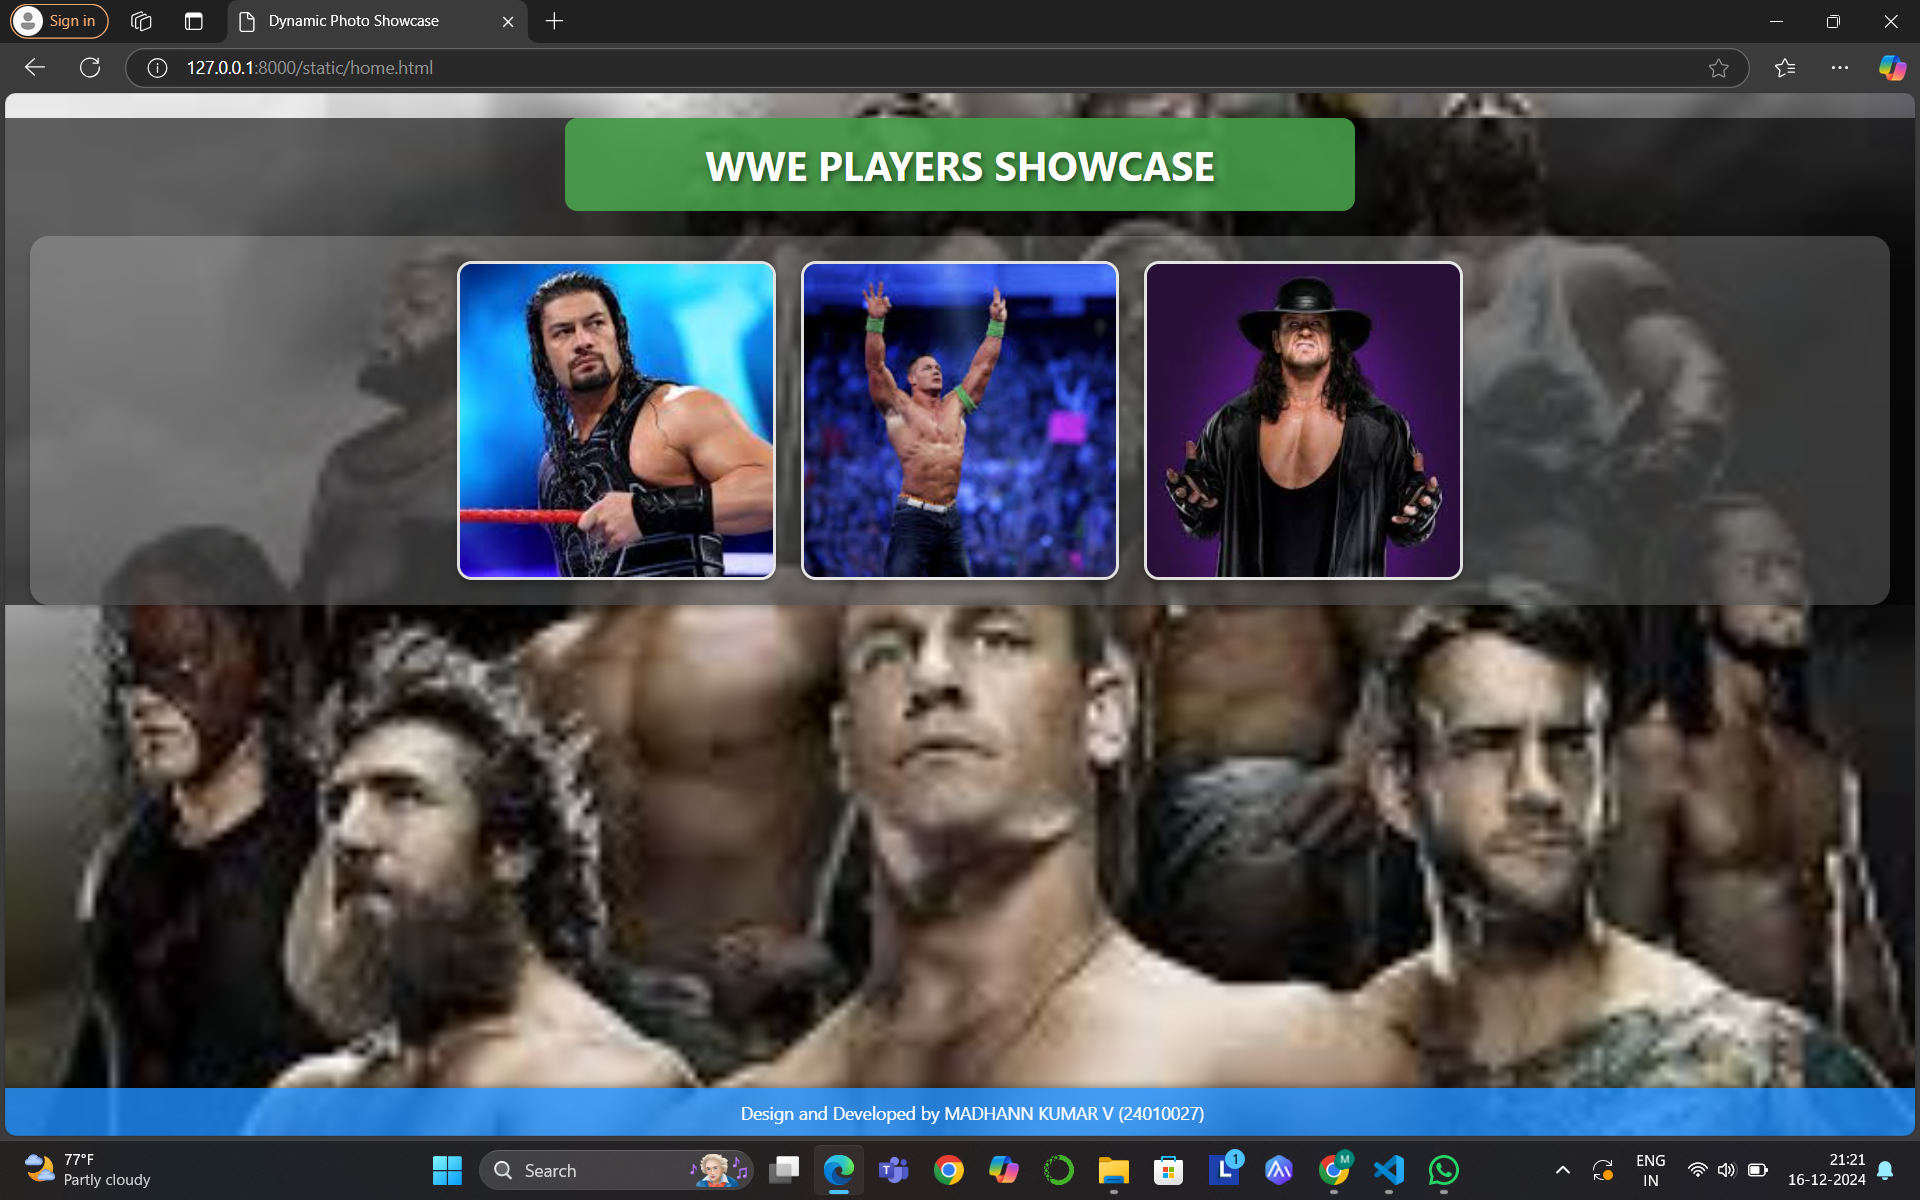 Sign in
Dynamic Photo Showcase
127.0.0.1:8000/static/home.html
WWE PLAYERS SHOWCASE
Design and Developed by MADHANN KUMAR V (24010027)
77°F
Partly cloudy
Search
1
M
ENG
IN
21:21
16-12-2024